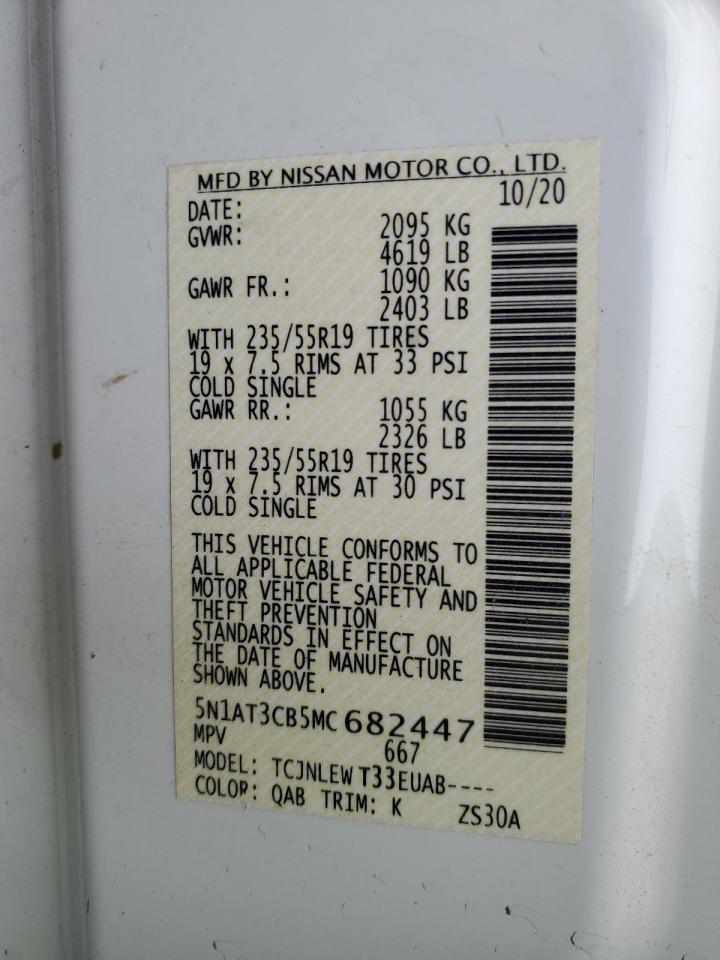 MFD BY NISSAN MOTOR CO., LTD.
DATE: 10/20
GVWR: 2095 KG
4619 LB
GAWR FR.: 1090 KG
2403 LB
WITH 235/55R19 TIRES
19 x 7.5 RIMS AT 33 PSI
COLD SINGLE
GAWR RR.: 1055 KG
2326 LB
WITH 235/55R19 TIRES
19 x 7.5 RIMS AT 30 PSI
COLD SINGLE
THIS VEHICLE CONFORMS TO
ALL APPLICABLE FEDERAL
MOTOR VEHICLE SAFETY AND
THEFT PREVENTION
STANDARDS IN EFFECT ON
THE DATE OF MANUFACTURE
SHOWN ABOVE.
5N1AT3CB5MC682447
MPV 667
MODEL: TCJNLEWT33EUAB----
COLOR: QAB TRIM: K ZS30A